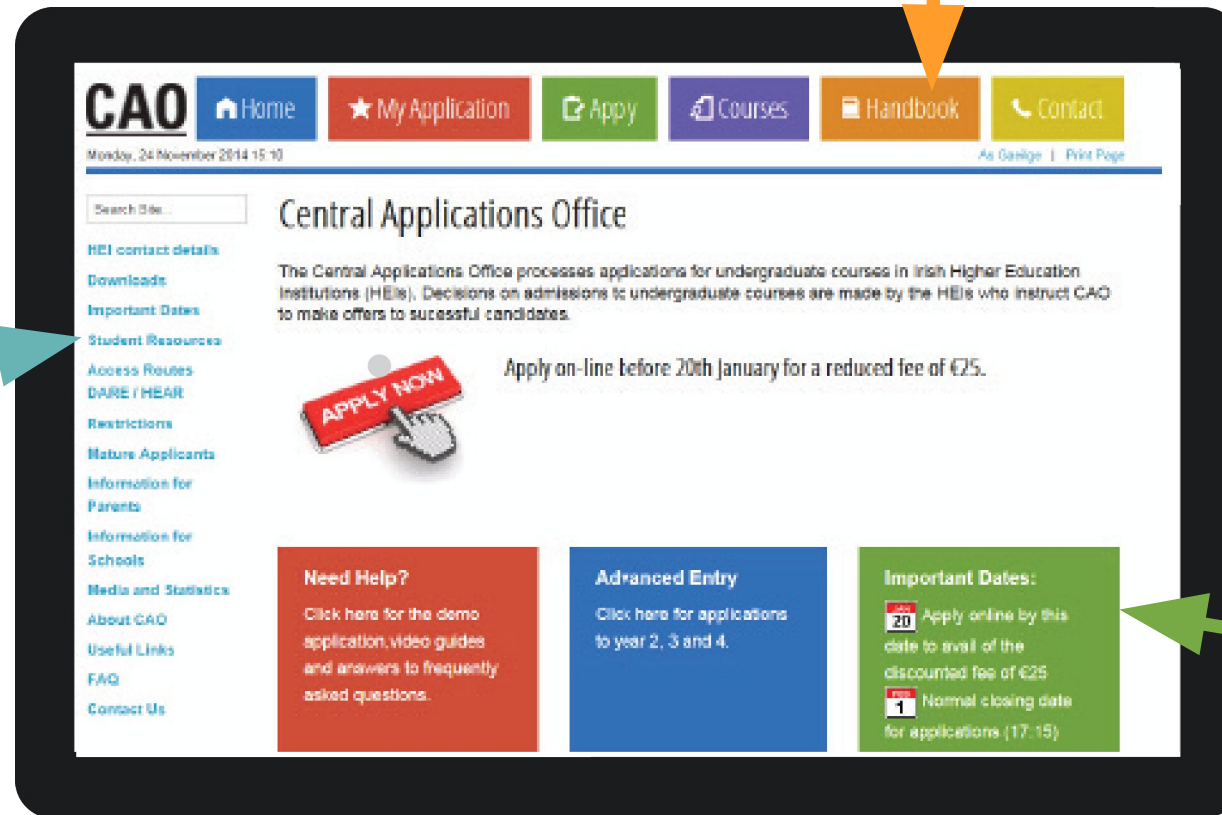 CAO
Home
My Application
Appy
Courses
Handbook
Contact
Monday, 24 November 2014 15:10
As Gaeilge | Print Page
Search Site...
HEI contact details
Downloads
Important Dates
Student Resources
Access Routes
DARE / HEAR
Restrictions
Mature Applicants
Information for
Parents
Information for
Schools
Media and Statistics
About CAO
Useful Links
FAQ
Contact Us
Central Applications Office
The Central Applications Office processes applications for undergraduate courses in Irish Higher Education
Institutions (HEIs). Decisions on admissions to undergraduate courses are made by the HEIs who instruct CAO
to make offers to sucessful candidates.
APPLY NOW
Apply on-line before 20th January for a reduced fee of €25.
Need Help?
Click here for the demo
application, video guides
and answers to frequently
asked questions.
Advanced Entry
Click here for applications
to year 2, 3 and 4.
Important Dates:
JAN
20 Apply online by this
date to avail of the
discounted fee of €25
FEB
1 Normal closing date
for applications (17:15)